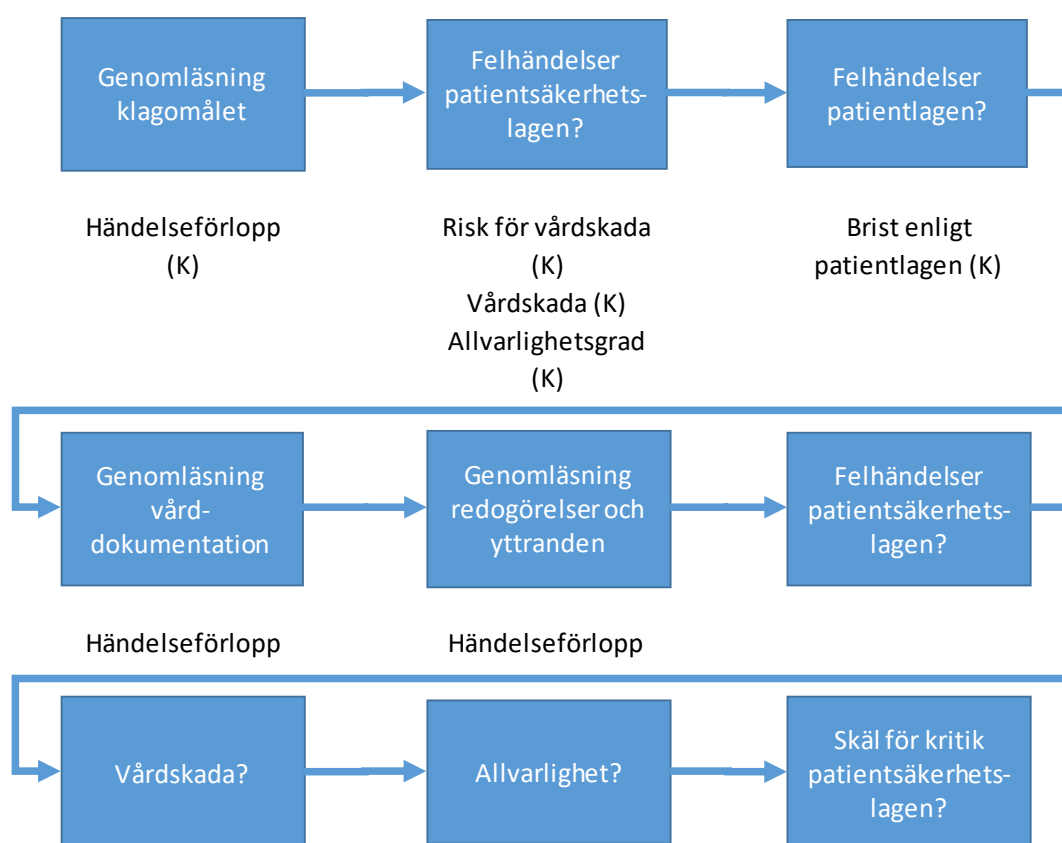 Genomläsning
klagomålet
Felhändelser
patientsäkerhets-
lagen?
Felhändelser
patientlagen?
Händelseförlopp
(K)
Risk för vårdskada
(K)
Vårdskada (K)
Allvarlighetsgrad
(K)
Brist enligt
patientlagen (K)
Genomläsning
vård-
dokumentation
Genomläsning
redogörelser och
yttranden
Felhändelser
patientsäkerhets-
lagen?
Händelseförlopp
Händelseförlopp
Vårdskada?
Allvarlighet?
Skäl för kritik
patientsäkerhets-
lagen?